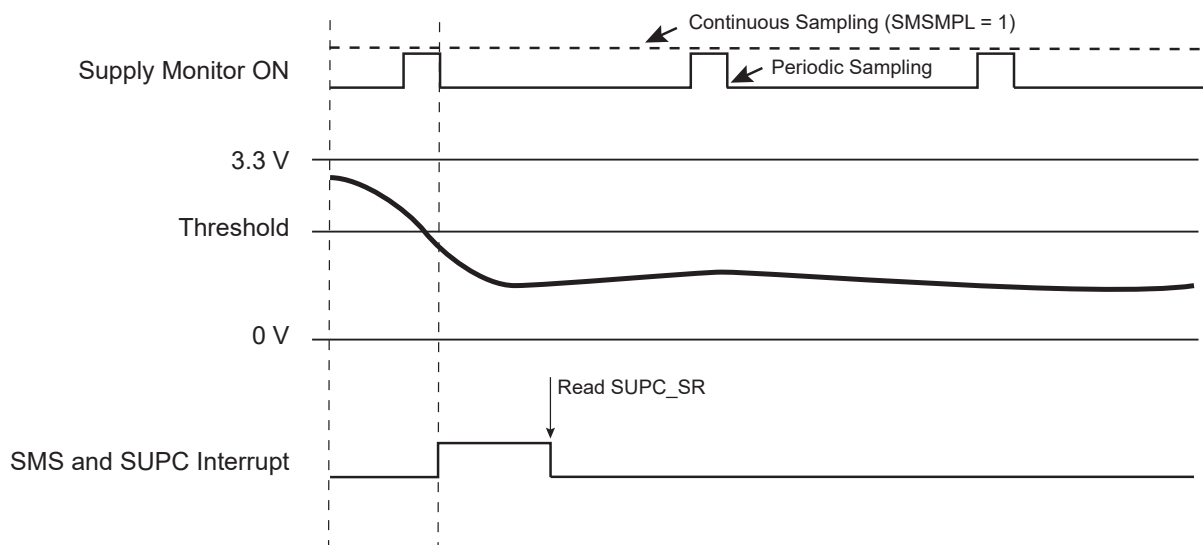 Continuous Sampling (SMSMPL = 1)
Supply Monitor ON
Periodic Sampling
3.3 V
Threshold
0 V
Read SUPC_SR
SMS and SUPC Interrupt